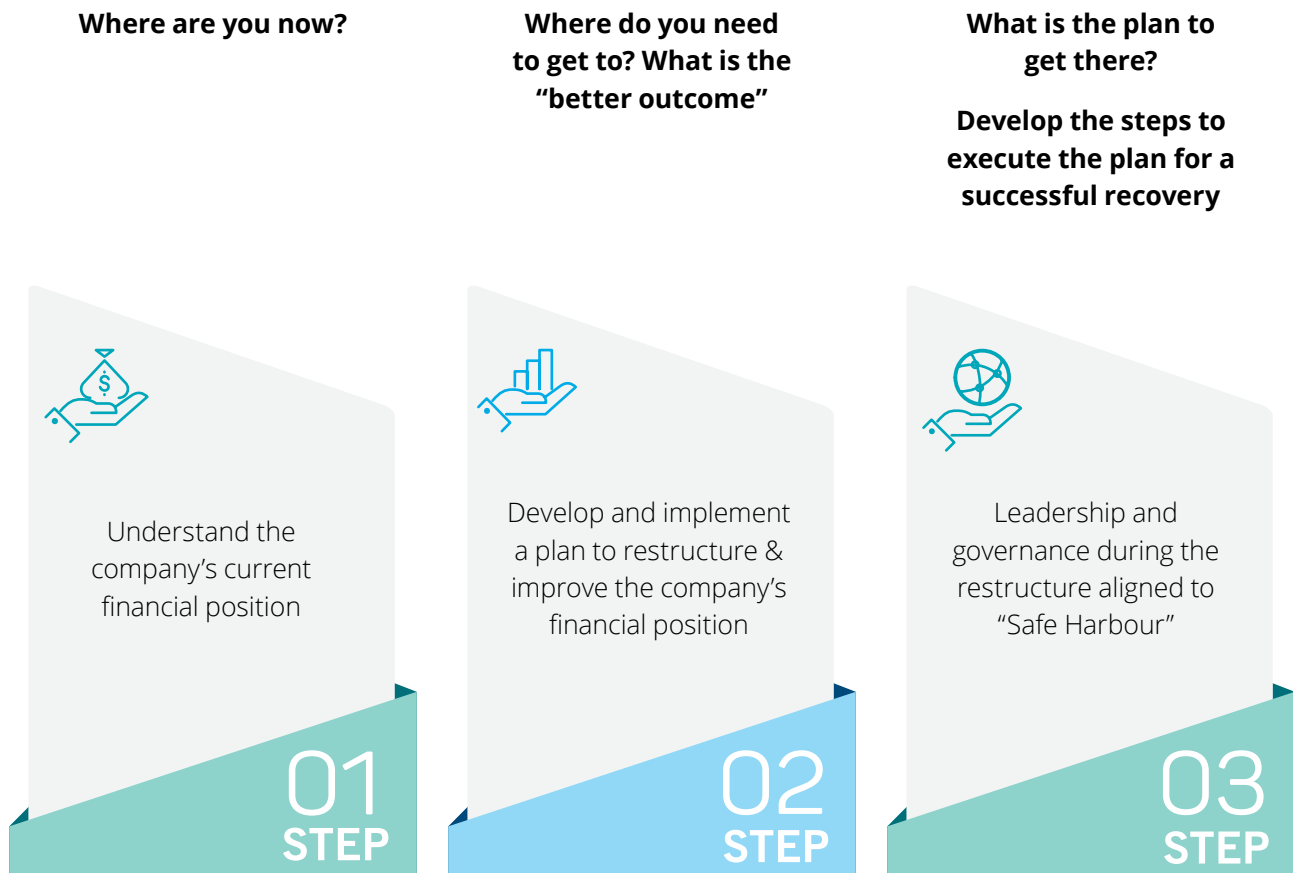 Where are you now?
Where do you need
to get to? What is the
“better outcome”
What is the plan to
get there?
Develop the steps to
execute the plan for a
successful recovery
$
Understand the
company’s current
financial position
01
STEP
Develop and implement
a plan to restructure &
improve the company’s
financial position
02
STEP
Leadership and
governance during the
restructure aligned to
“Safe Harbour”
03
STEP